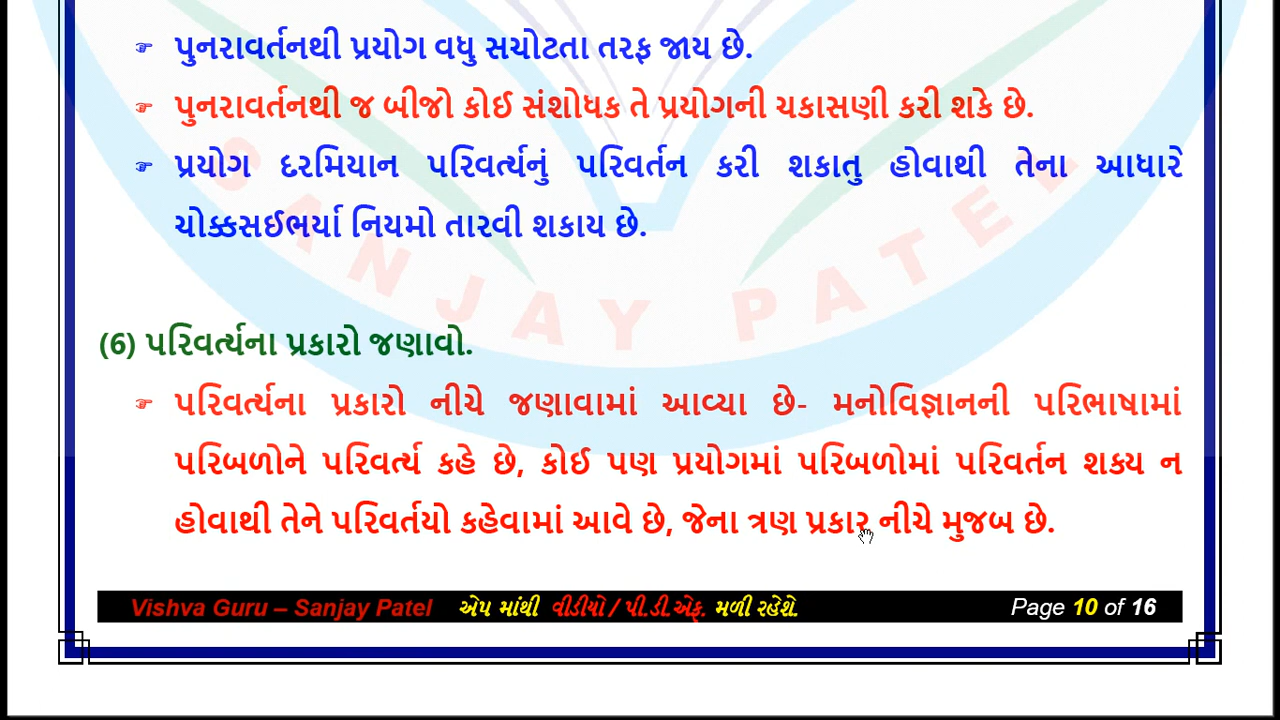 ☞ પુનરાવર્તનથી પ્રયોગ વધુ સચોટતા તરફ જાય છે.
☞ પુનરાવર્તનથી જ બીજો કોઈ સંશોધક તે પ્રયોગની ચકાસણી કરી શકે છે.
☞ પ્રયોગ દરમિયાન પરિવર્ત્યનું પરિવર્તન કરી શકાતુ હોવાથી તેના આધારે
ચોક્કસઈભર્યા નિયમો તારવી શકાય છે.
SANJAY PATEL
(6) પરિવર્ત્યના પ્રકારો જણાવો.
☞ પરિવર્ત્યના પ્રકારો નીચે જણાવામાં આવ્યા છે- મનોવિજ્ઞાનની પરિભાષામાં
પરિબળોને પરિવર્ત્ય કહે છે, કોઈ પણ પ્રયોગમાં પરિબળોમાં પરિવર્તન શક્ય ન
હોવાથી તેને પરિવર્તયો કહેવામાં આવે છે, જેના ત્રણ પ્રકાર નીચે મુજબ છે.
Vishva Guru – Sanjay Patel એપ માંથી વીડીયો / પી.ડી.એફ. મળી રહેશે. Page 10 of 16